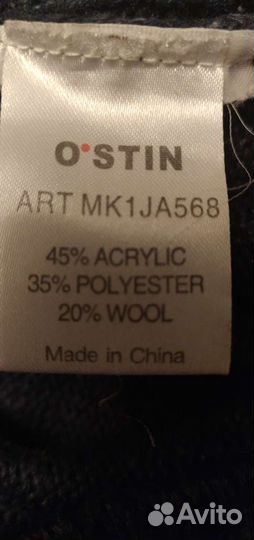 O'STIN
ART MK1JA568
45% ACRYLIC
35% POLYESTER
20% WOOL
Made in China
Avito